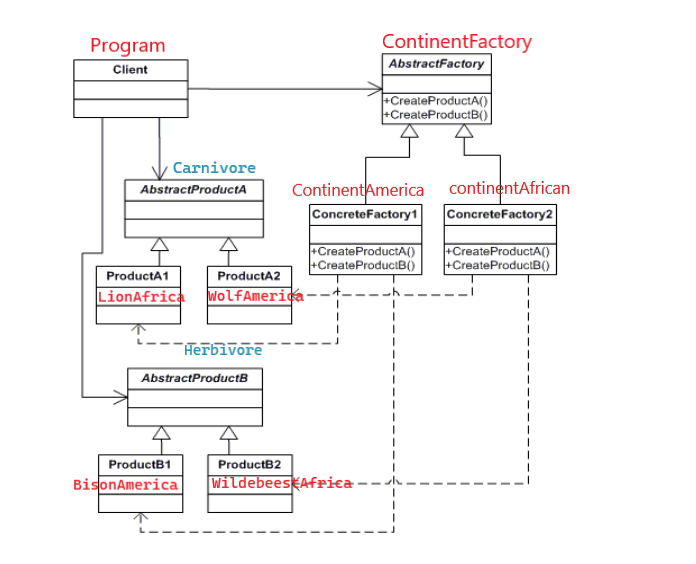 Program
ContinentFactory
Client
AbstractFactory
+CreateProductA()
+CreateProductB()
Carnivore
AbstractProductA
ContinentAmerica
continentAfrican
ConcreteFactory1
ConcreteFactory2
+CreateProductA()
+CreateProductB()
+CreateProductA()
+CreateProductB()
ProductA1
ProductA2
LionAfrica
WolfAmerica
Herbivore
AbstractProductB
ProductB1
ProductB2
BisonAmerica
WildebeestAfrica